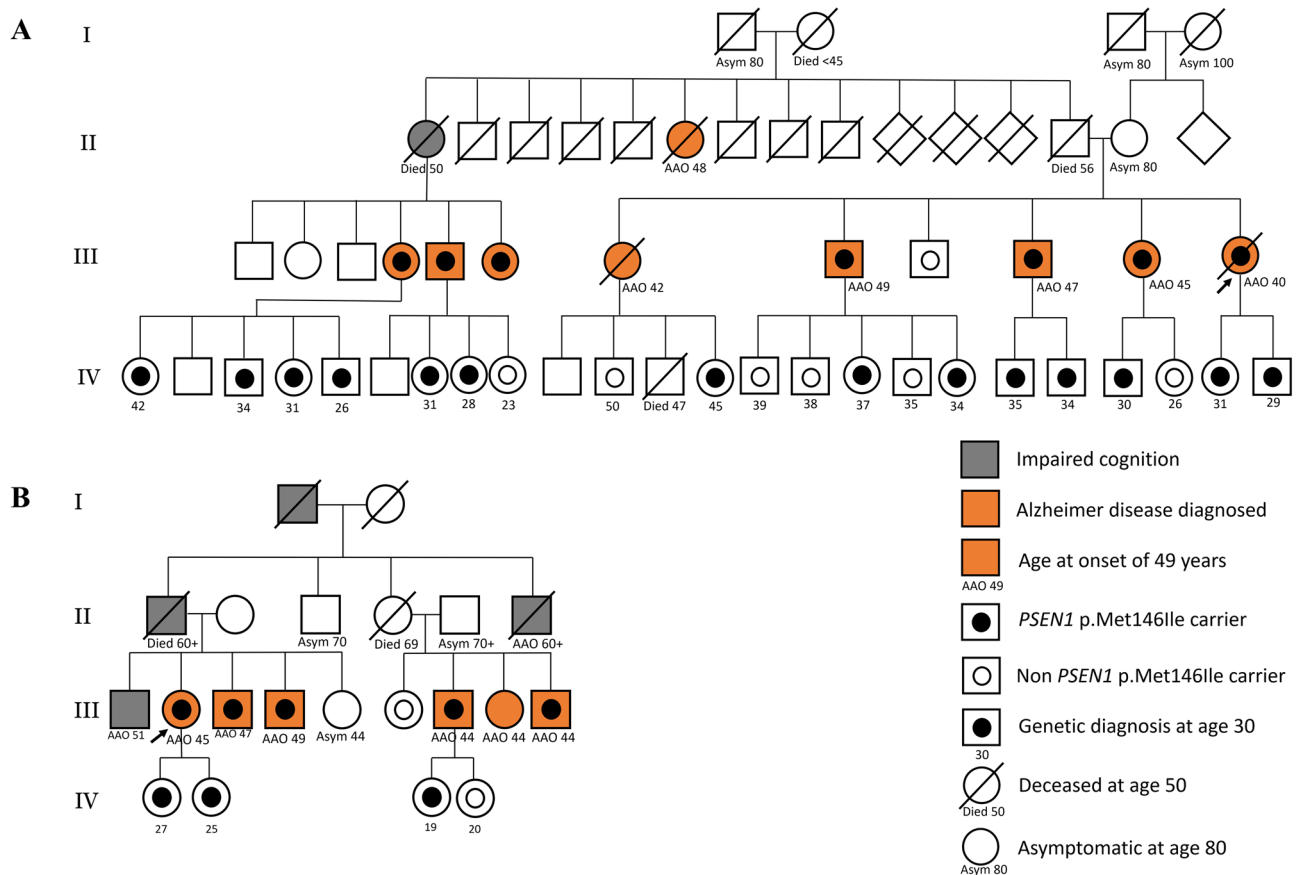 A
I
Asym 80
Died <45
Asym 80
Asym 100
II
Died 50
AAO 48
Died 56
Asym 80
III
AAO 42
AAO 49
AAO 47
AAO 45
AAO 40
IV
42
34
31
26
31
28
23
50
Died 47
45
39
38
37
35
34
35
34
30
26
31
29
B
I
II
Died 60+
Asym 70
Died 69
Asym 70+
AAO 60+
III
AAO 51
AAO 45
AAO 47
AAO 49
Asym 44
AAO 44
AAO 44
AAO 44
IV
27
25
19
20
Impaired cognition
Alzheimer disease diagnosed
Age at onset of 49 years
AAO 49
PSEN1 p.Met146Ile carrier
Non PSEN1 p.Met146Ile carrier
Genetic diagnosis at age 30
30
Deceased at age 50
Died 50
Asymptomatic at age 80
Asym 80